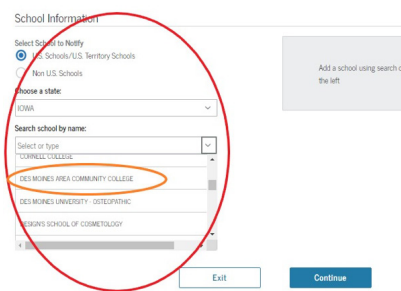 School Information
Select School to Notify
U.S. Schools/U.S. Territory Schools
Non U.S. Schools
Choose a state:
IOWA
Search school by name:
Select or type
CORNELL COLLEGE
DES MOINES AREA COMMUNITY COLLEGE
DES MOINES UNIVERSITY - OSTEOPATHIC
DESIGN'S SCHOOL OF COSMETOLOGY
Add a school using search o
the left
Exit
Continue